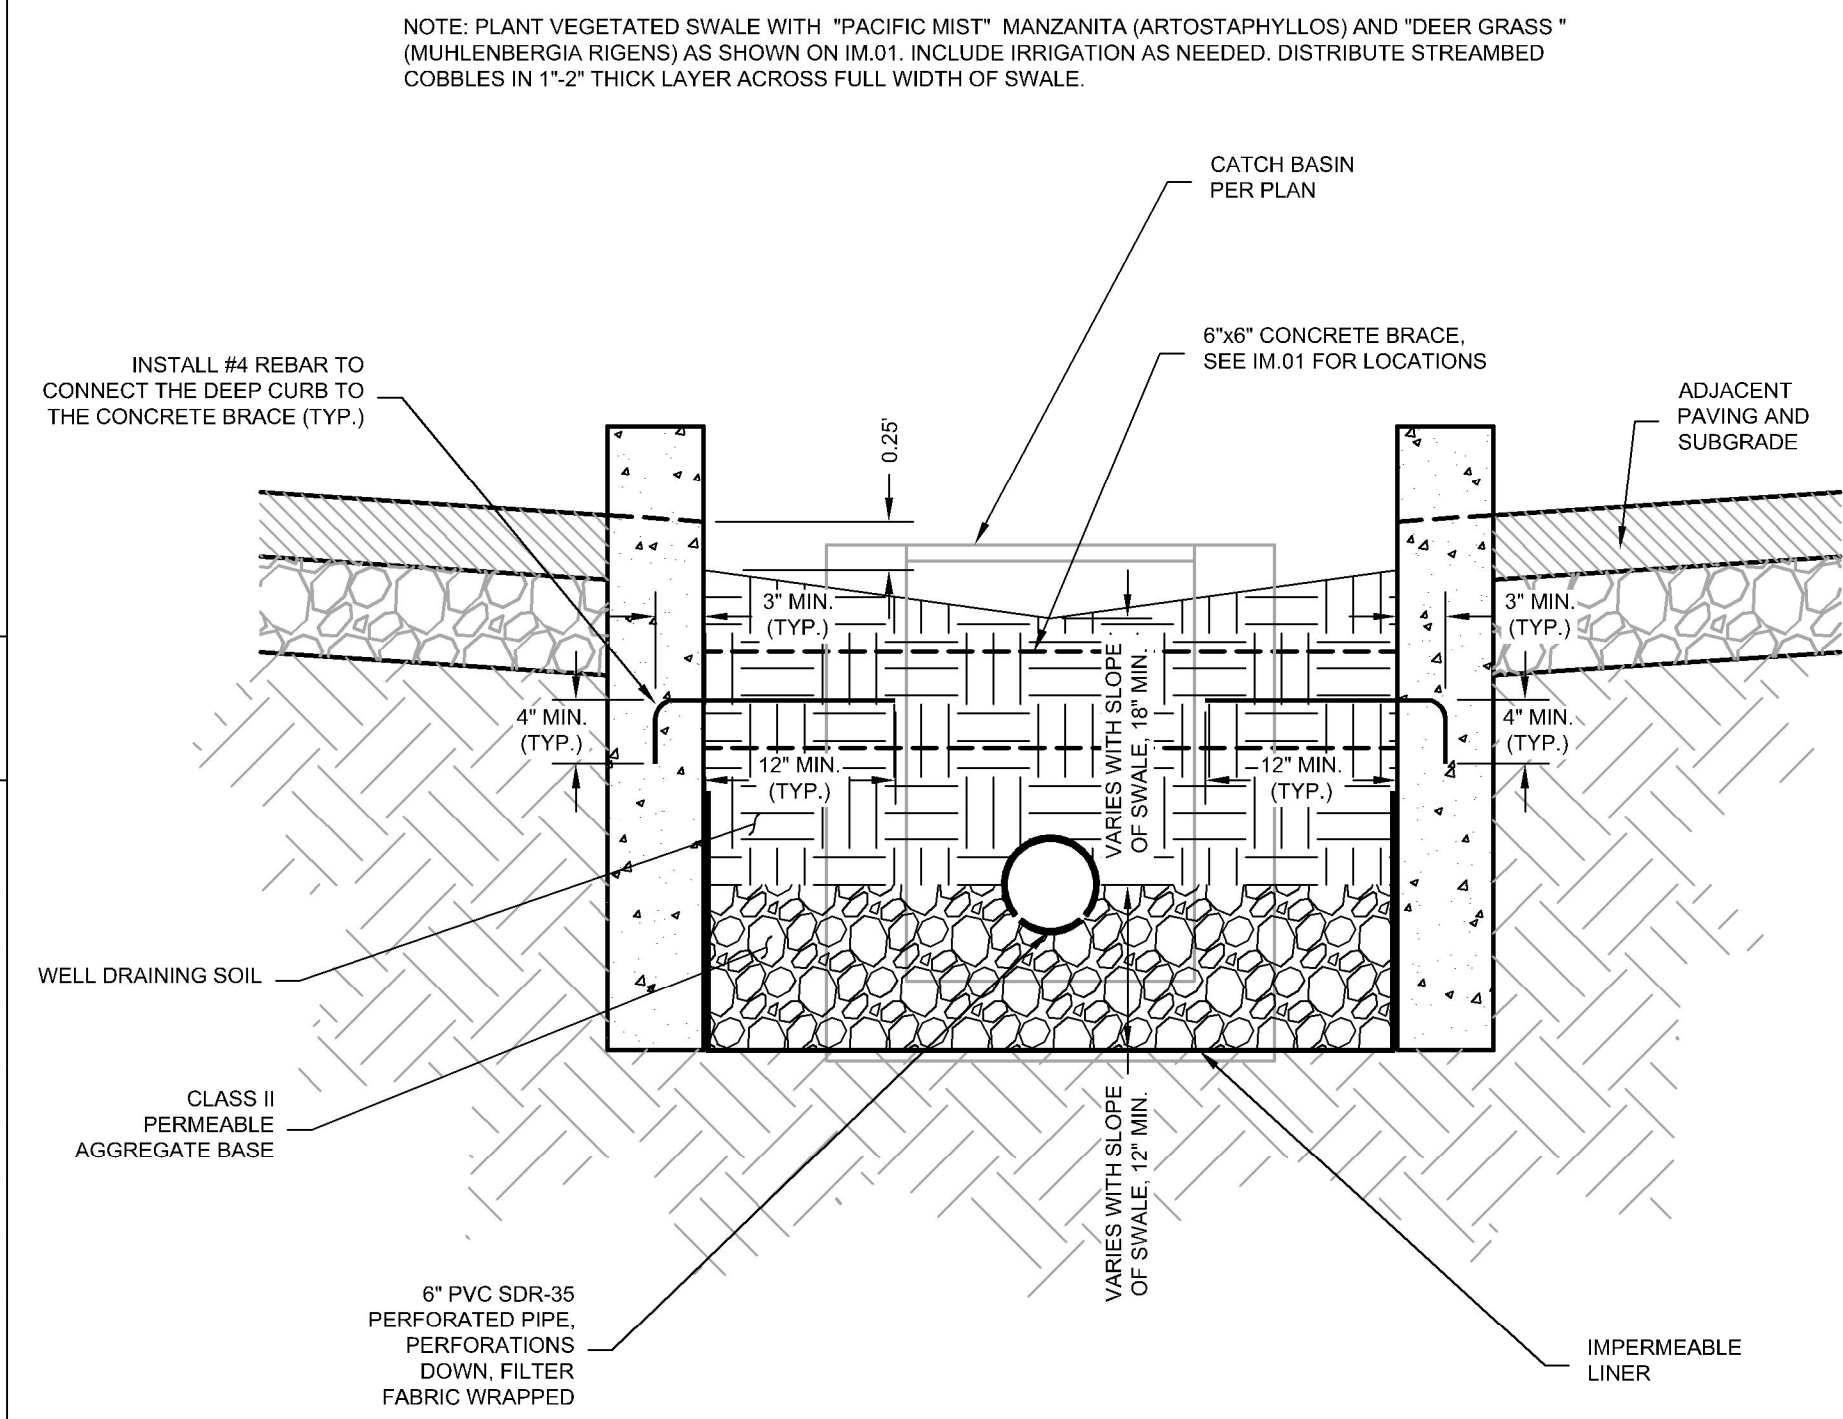 NOTE: PLANT VEGETATED SWALE WITH "PACIFIC MIST" MANZANITA (ARTOSTAPHYLLOS) AND "DEER GRASS "
(MUHLENBERGIA RIGENS) AS SHOWN ON IM.01. INCLUDE IRRIGATION AS NEEDED. DISTRIBUTE STREAMBED
COBBLES IN 1"-2" THICK LAYER ACROSS FULL WIDTH OF SWALE.
CATCH BASIN
PER PLAN
6"x6" CONCRETE BRACE,
SEE IM.01 FOR LOCATIONS
INSTALL #4 REBAR TO
CONNECT THE DEEP CURB TO
THE CONCRETE BRACE (TYP.)
ADJACENT
PAVING AND
SUBGRADE
0.25'
3" MIN.
(TYP.)
3" MIN.
(TYP.)
4" MIN.
(TYP.)
4" MIN.
(TYP.)
12" MIN.
(TYP.)
12" MIN.
(TYP.)
VARIES WITH SLOPE
OF SWALE, 18" MIN.
WELL DRAINING SOIL
CLASS II
PERMEABLE
AGGREGATE BASE
VARIES WITH SLOPE
OF SWALE, 12" MIN.
6" PVC SDR-35
PERFORATED PIPE,
PERFORATIONS
DOWN, FILTER
FABRIC WRAPPED
IMPERMEABLE
LINER